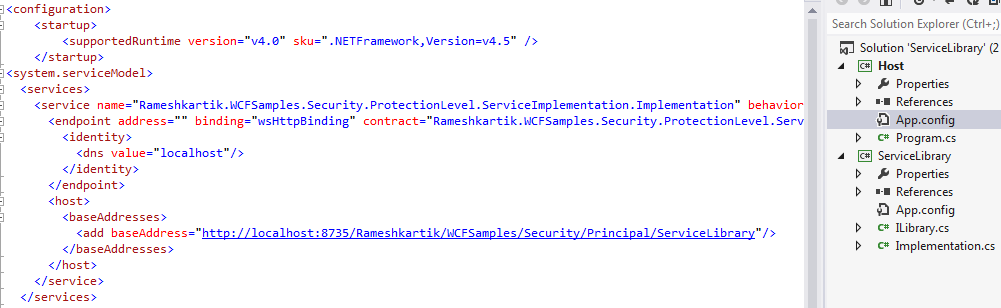 <configuration>
<startup>
<supportedRuntime version="v4.0" sku=".NETFramework,Version=v4.5" />
</startup>
<system.serviceModel>
<services>
<service name="Rameshkartik.WCFSamples.Security.ProtectionLevel.ServiceImplementation.Implementation" behavior
<endpoint address="" binding="wsHttpBinding" contract="Rameshkartik.WCFSamples.Security.ProtectionLevel.Serv
<identity>
<dns value="localhost"/>
</identity>
</endpoint>
<host>
<baseAddresses>
<add baseAddress="http://localhost:8735/Rameshkartik/WCFSamples/Security/Principal/ServiceLibrary"/>
</baseAddresses>
</host>
</service>
</services>
Search Solution Explorer (Ctrl+;)
Solution 'ServiceLibrary' (2
C# Host
Properties
References
App.config
C# Program.cs
C# ServiceLibrary
Properties
References
App.config
C# ILibrary.cs
C# Implementation.cs